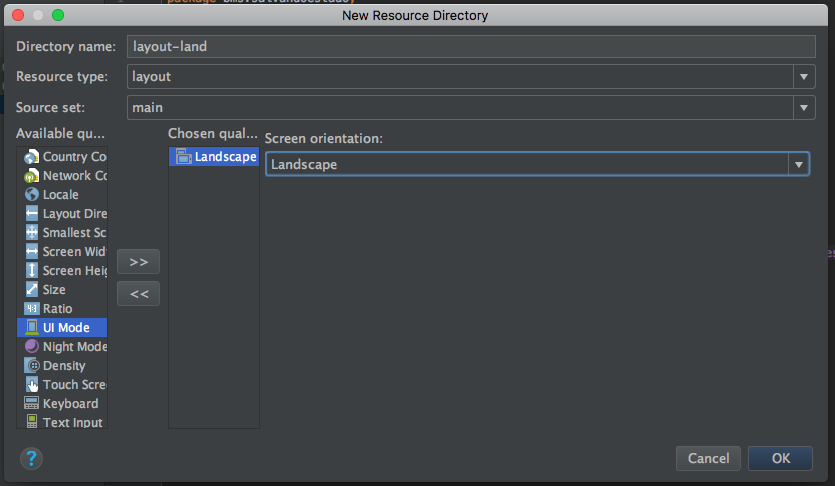 New Resource Directory
Directory name: layout-land
Resource type: layout
Source set: main
Available qu... Chosen qual... Screen orientation:
Country Co
Network Co
Locale
Layout Dire
Smallest Sc
Screen Wid
Screen Heig
Size
Ratio
UI Mode
Night Mode
Density
Touch Scre
Keyboard
Text Input
>>
<<
Landscape
Landscape
?
Cancel OK